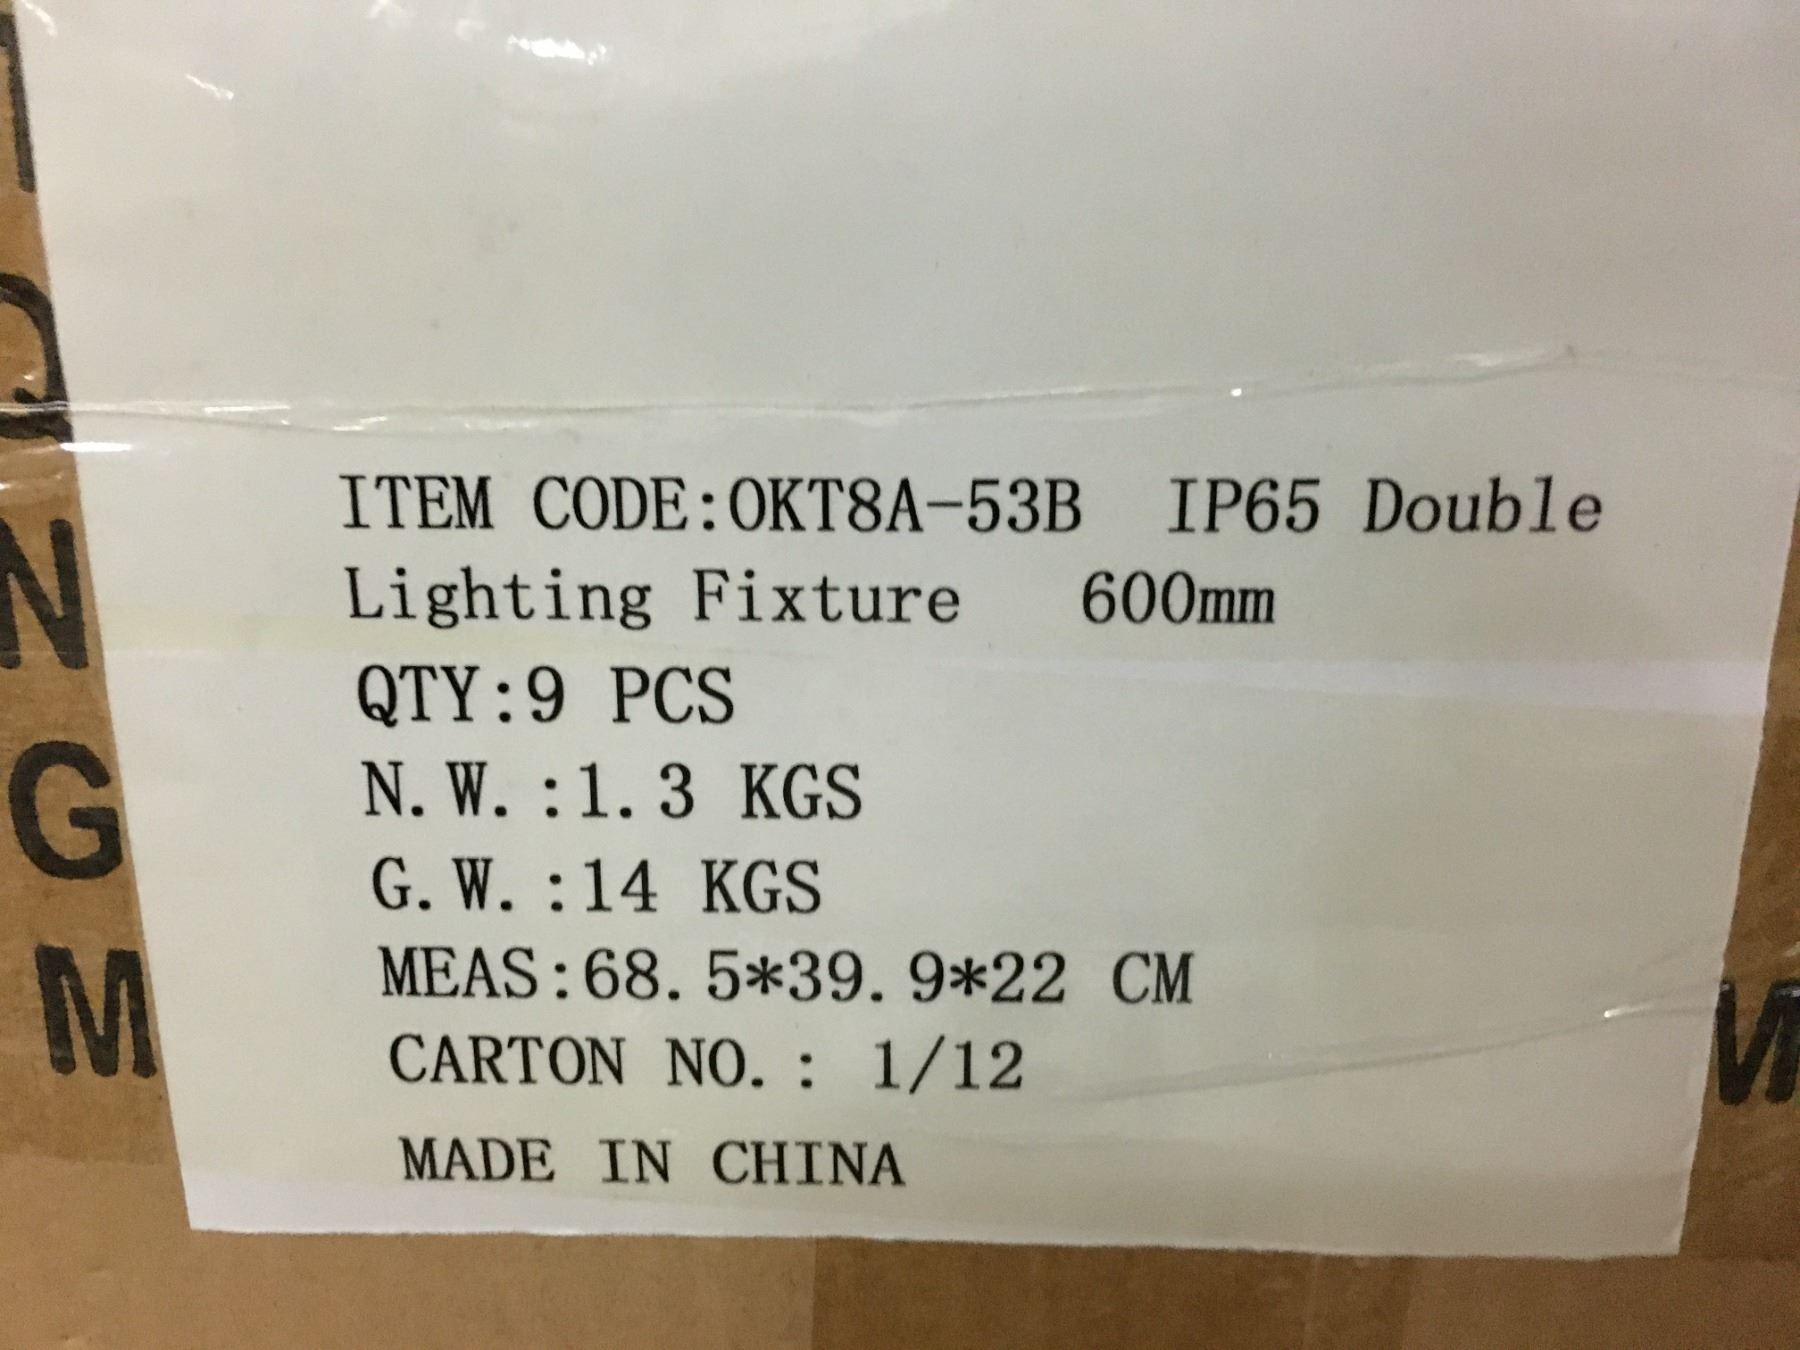 ITEM CODE:OKT8A-53B IP65 Double
Lighting Fixture 600mm
QTY:9 PCS
N.W.:1.3 KGS
G.W.:14 KGS
MEAS:68.5*39.9*22 CM
CARTON NO.: 1/12
MADE IN CHINA
Q
N
G
M
M